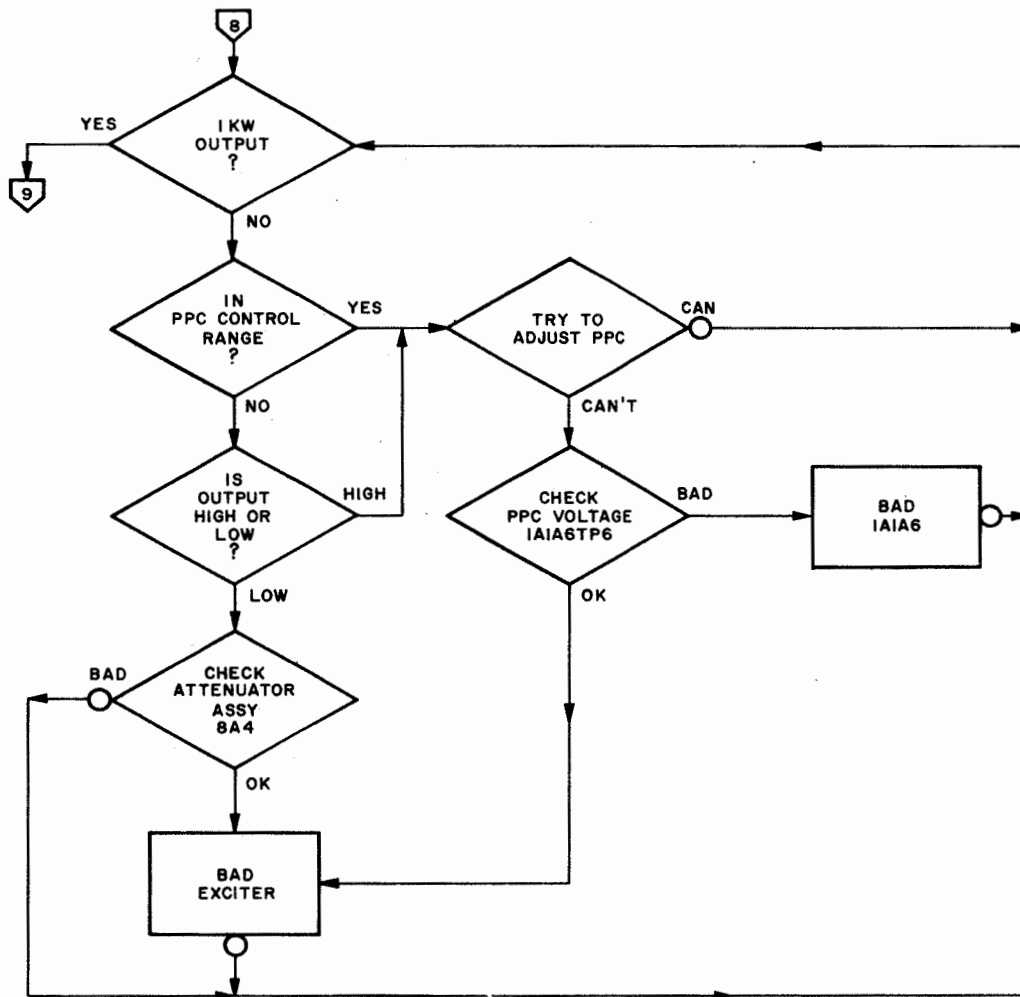 8
YES
1 KW
OUTPUT
?
9
NO
IN
PPC CONTROL
RANGE
?
YES
TRY TO
ADJUST PPC
CAN
NO
CAN'T
IS
OUTPUT
HIGH OR
LOW
?
HIGH
CHECK
PPC VOLTAGE
1A1A6TP6
BAD
BAD
1A1A6
LOW
OK
BAD
CHECK
ATTENUATOR
ASSY
8A4
OK
BAD
EXCITER